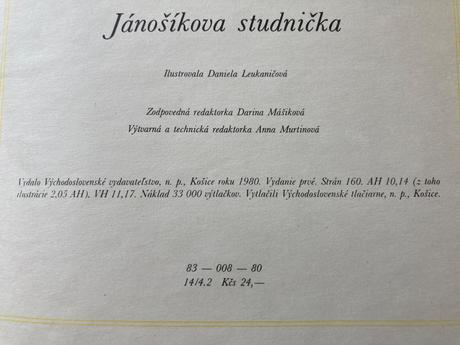 Jánošíkova studnička
Ilustrovala Daniela Leukaničová
Zodpovedná redaktorka Darina Mášiková
Výtvarná a technická redaktorka Anna Murtinová
Vydalo Východoslovenské vydavateľstvo, n. p., Košice roku 1980. Vydanie prvé. Strán 160. AH 10,14 (z toho
ilustrácie 2,05 AH), VH 11,17. Náklad 33 000 výtlačkov. Vytlačili Východoslovenské tlačiarne, n. p., Košice.
83 — 008 — 80
14/4.2 Kčs 24,—